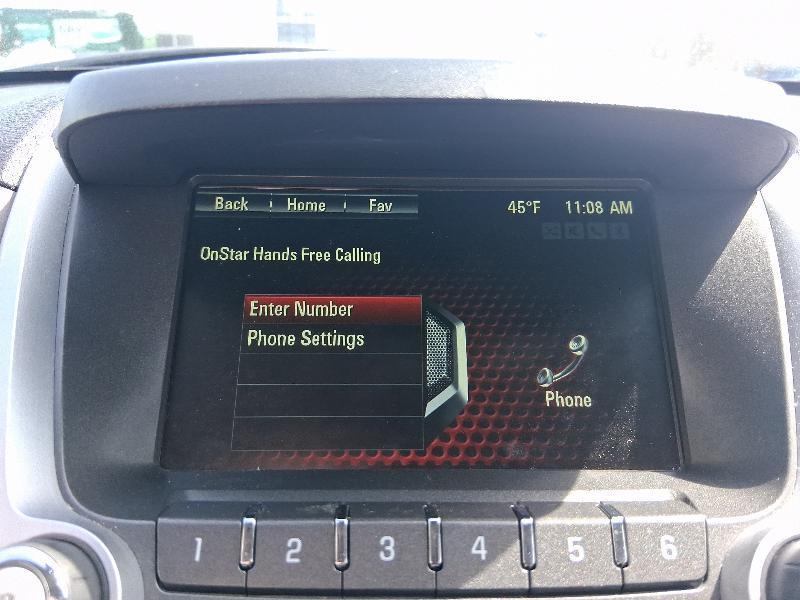 Back Home Fav 45°F 11:08 AM
OnStar Hands Free Calling
Enter Number
Phone Settings
Phone
1 2 3 4 5 6